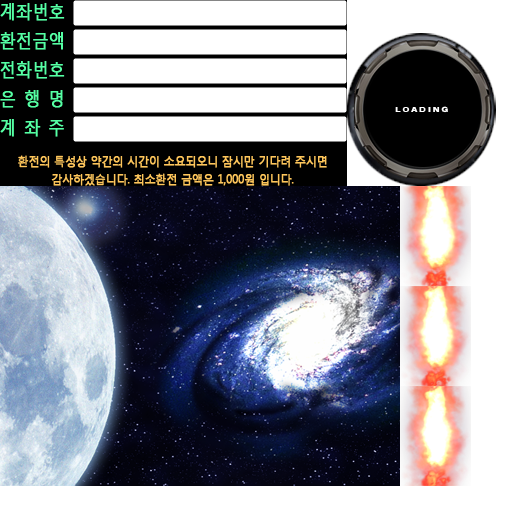 계좌번호
환전금액
전화번호
은 행 명
계 좌 주
LOADING
환전의 특성상 약간의 시간이 소요되오니 잠시만 기다려 주시면
감사하겠습니다. 최소환전 금액은 1,000원 입니다.